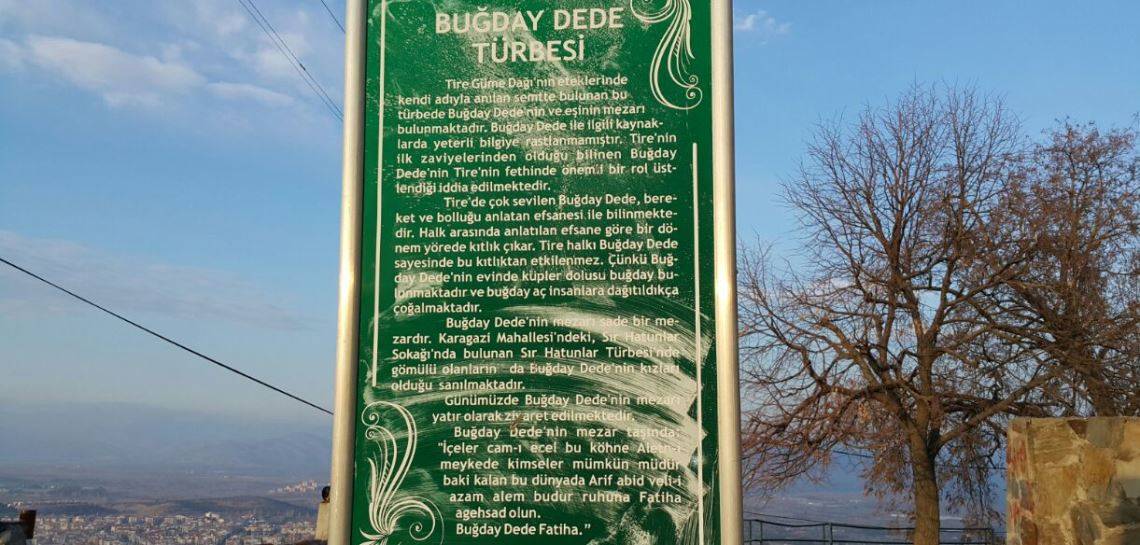 BUĞDAY DEDE
TÜRBESİ
Tire Güme Dağı'nın eteklerinde
kendi adıyla anılan semtte bulunan bu
türbede Buğday Dede'nin ve eşinin mezarı
bulunmaktadır. Buğday Dede ile ilgili kaynak-
larda yeterli bilgiye rastlanmamıştır. Tire'nin
ilk zaviyelerinden olduğu bilinen Buğday
Dede'nin Tire'nin fethinde önemli bir rol üst-
lendiği iddia edilmektedir.
Tire'de çok sevilen Buğday Dede, bere-
ket ve bolluğu anlatan efsanesi ile bilinmekte-
dir. Halk arasında anlatılan efsane göre bir dö-
nem yörede kıtlık çıkar. Tire halkı Buğday Dede
sayesinde bu kıtlıktan etkilenmez. Çünkü Buğ-
day Dede'nin evinde küpler dolusu buğday bu-
lunmaktadır ve buğday aç insanlara dağıtıldıkça
çoğalmaktadır.
Buğday Dede'nin mezarı sade bir me-
zardır. Karagazi Mahallesi'ndeki, Sır Hatunlar
Sokağı'nda bulunan Sır Hatunlar Türbesi'nde
gömülü olanların da Buğday Dede'nin kızları
olduğu sanılmaktadır.
Günümüzde Buğday Dede'nin mezarı
yatır olarak ziyaret edilmektedir.
Buğday Dede'nin mezar taşında;
"İçeler cam-ı ecel bu köhne Alem-i
meykede kimseler mümkün müdür
baki kalan bu dünyada Arif abid veli-i
azam alem budur ruhuna Fatiha
agehsad olun.
Buğday Dede Fatiha."